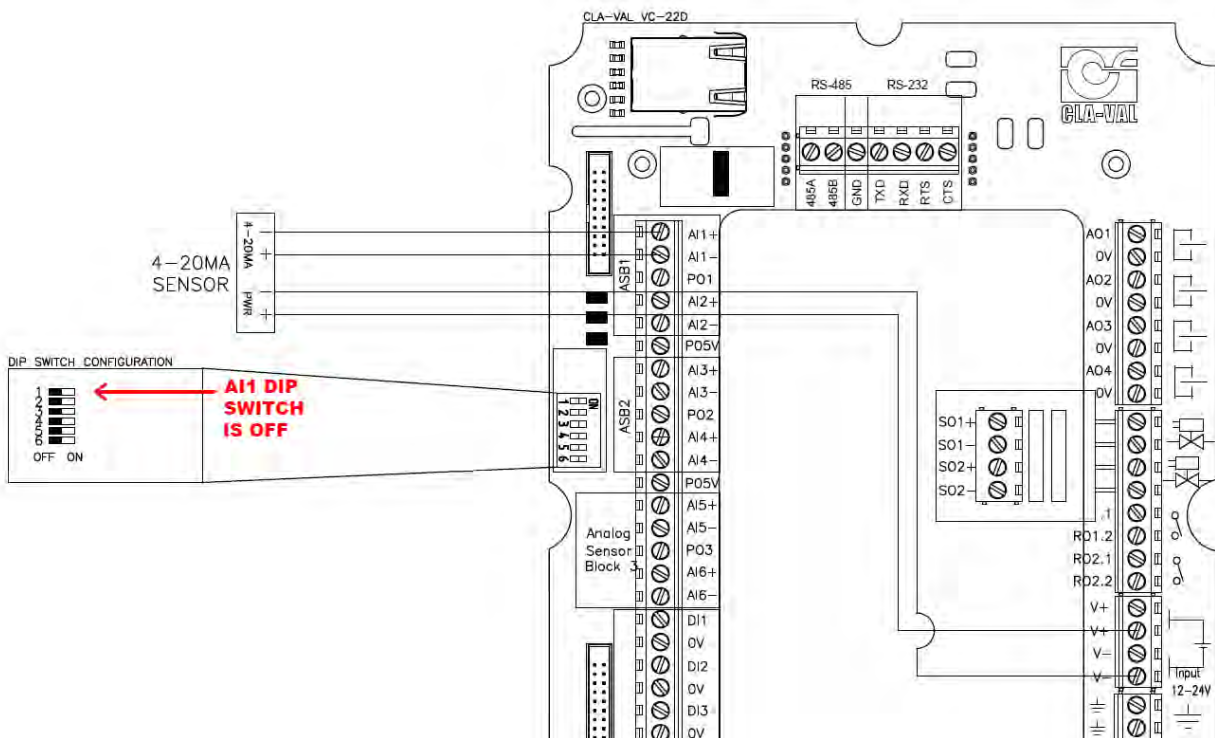 CLA-VAL VC-22D
RS-485 RS-232
CLA-VAL
485A
485B
GND
TXD
RXD
RTS
CTS
4-20MA
SENSOR
4-20MA
- +
PWR
- +
ASB1
AI1+
AI1-
PO1
AI2+
AI2-
PO5V
ASB2
AI3+
AI3-
PO2
AI4+
AI4-
PO5V
Analog
Sensor
Block 3
AI5+
AI5-
PO3
AI6+
AI6-
DI1
0V
DI2
0V
DI3
0V
DIP SWITCH CONFIGURATION
1
2
3
4
5
6
OFF ON
AI1 DIP
SWITCH
IS OFF
ON
1
2
3
4
5
6
AO1
0V
AO2
0V
AO3
0V
AO4
0V
SO1+
SO1-
SO2+
SO2-
.1
RO1.2
RO2.1
RO2.2
V+
V+
V-
V-
Input
12-24V